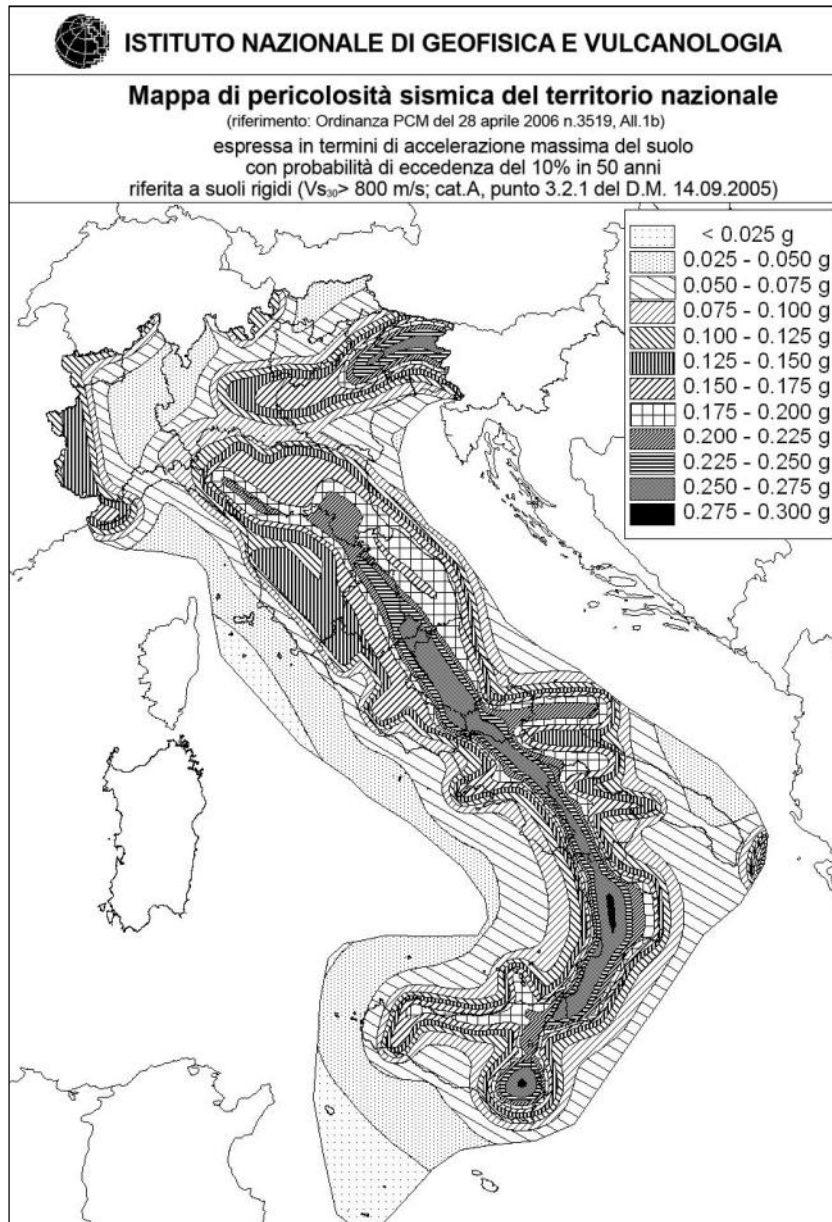 ISTITUTO NAZIONALE DI GEOFISICA E VULCANOLOGIA
Mappa di pericolosità sismica del territorio nazionale
(riferimento: Ordinanza PCM del 28 aprile 2006 n.3519, All.1b)
espressa in termini di accelerazione massima del suolo
con probabilità di eccedenza del 10% in 50 anni
riferita a suoli rigidi (Vs₃₀> 800 m/s; cat.A, punto 3.2.1 del D.M. 14.09.2005)
< 0.025 g
0.025 - 0.050 g
0.050 - 0.075 g
0.075 - 0.100 g
0.100 - 0.125 g
0.125 - 0.150 g
0.150 - 0.175 g
0.175 - 0.200 g
0.200 - 0.225 g
0.225 - 0.250 g
0.250 - 0.275 g
0.275 - 0.300 g